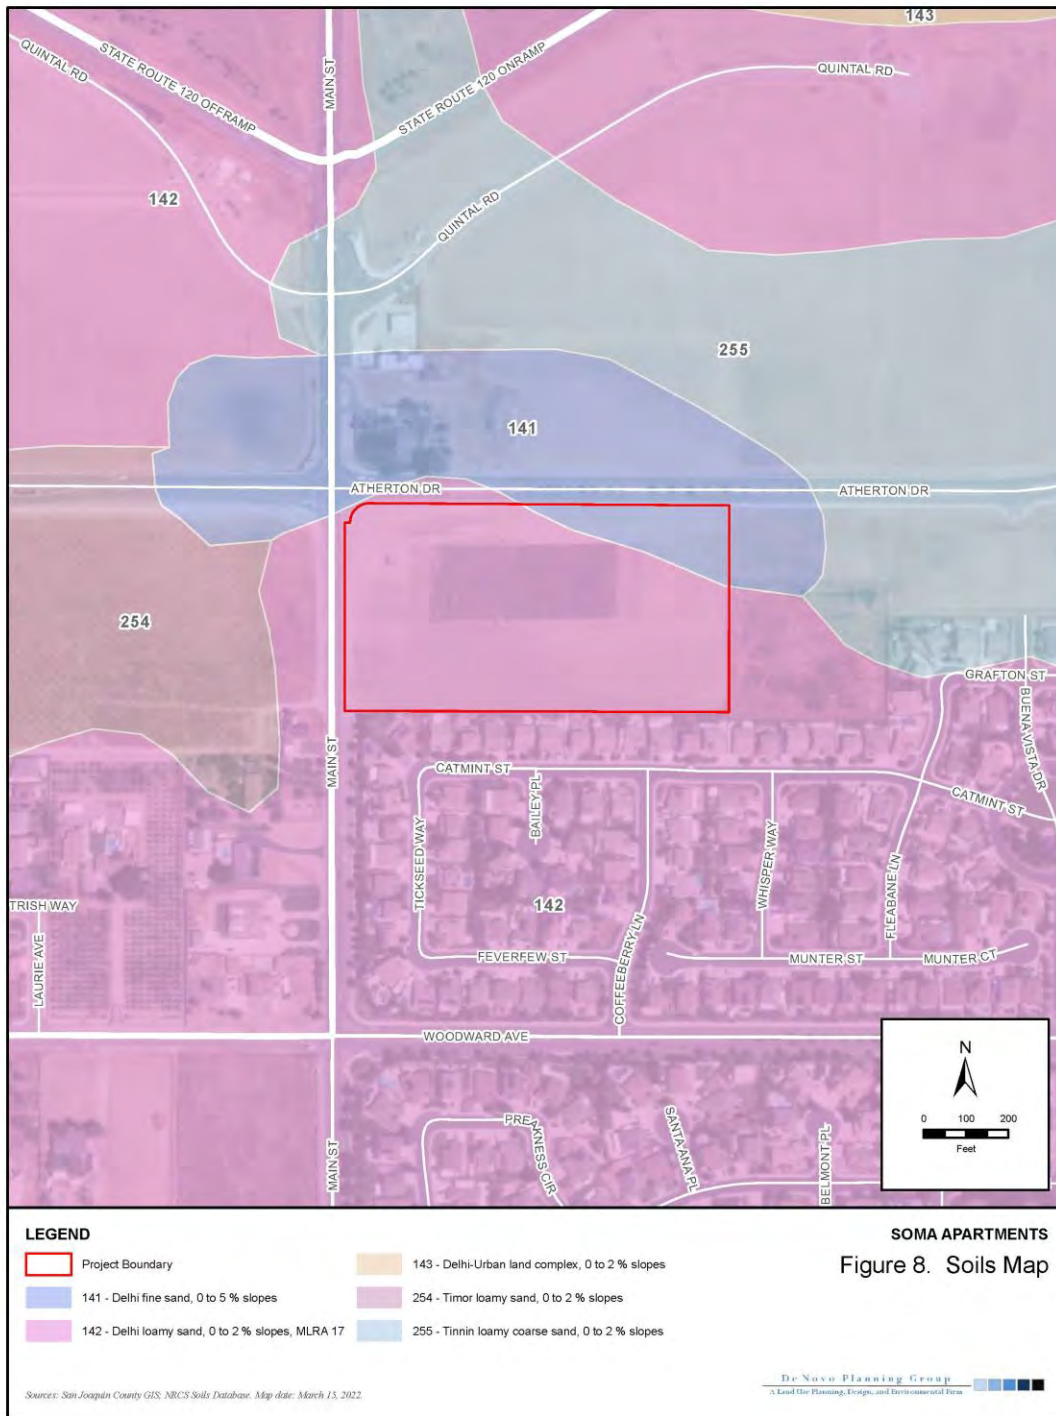 143
QUINTAL RD
STATE ROUTE 120 OFFRAMP
MAIN ST
STATE ROUTE 120 ONRAMP
QUINTAL RD
142
QUINTAL RD
255
141
ATHERTON DR
ATHERTON DR
254
GRAFTON ST
BUENA VISTA DR
MAIN ST
CATMINT ST
BAILEY PL
CATMINT ST
TICKSEED WAY
WHISPER WAY
FLEABANE LN
142
TRISH WAY
LAURIE AVE
COFFEEBERRY LN
FEVERFEW ST
MUNTER ST
MUNTER CT
WOODWARD AVE
N
0 100 200
Feet
PREAKNESS CIR
SANTA ANA PL
BELMONT PL
MAIN ST
LEGEND
Project Boundary
141 - Delhi fine sand, 0 to 5 % slopes
142 - Delhi loamy sand, 0 to 2 % slopes, MLRA 17
143 - Delhi-Urban land complex, 0 to 2 % slopes
254 - Timor loamy sand, 0 to 2 % slopes
255 - Tinnin loamy coarse sand, 0 to 2 % slopes
SOMA APARTMENTS
Figure 8. Soils Map
Sources: San Joaquin County GIS; NRCS Soils Database. Map date: March 15, 2022.
De Novo Planning Group
A Land Use Planning, Design, and Environmental Firm